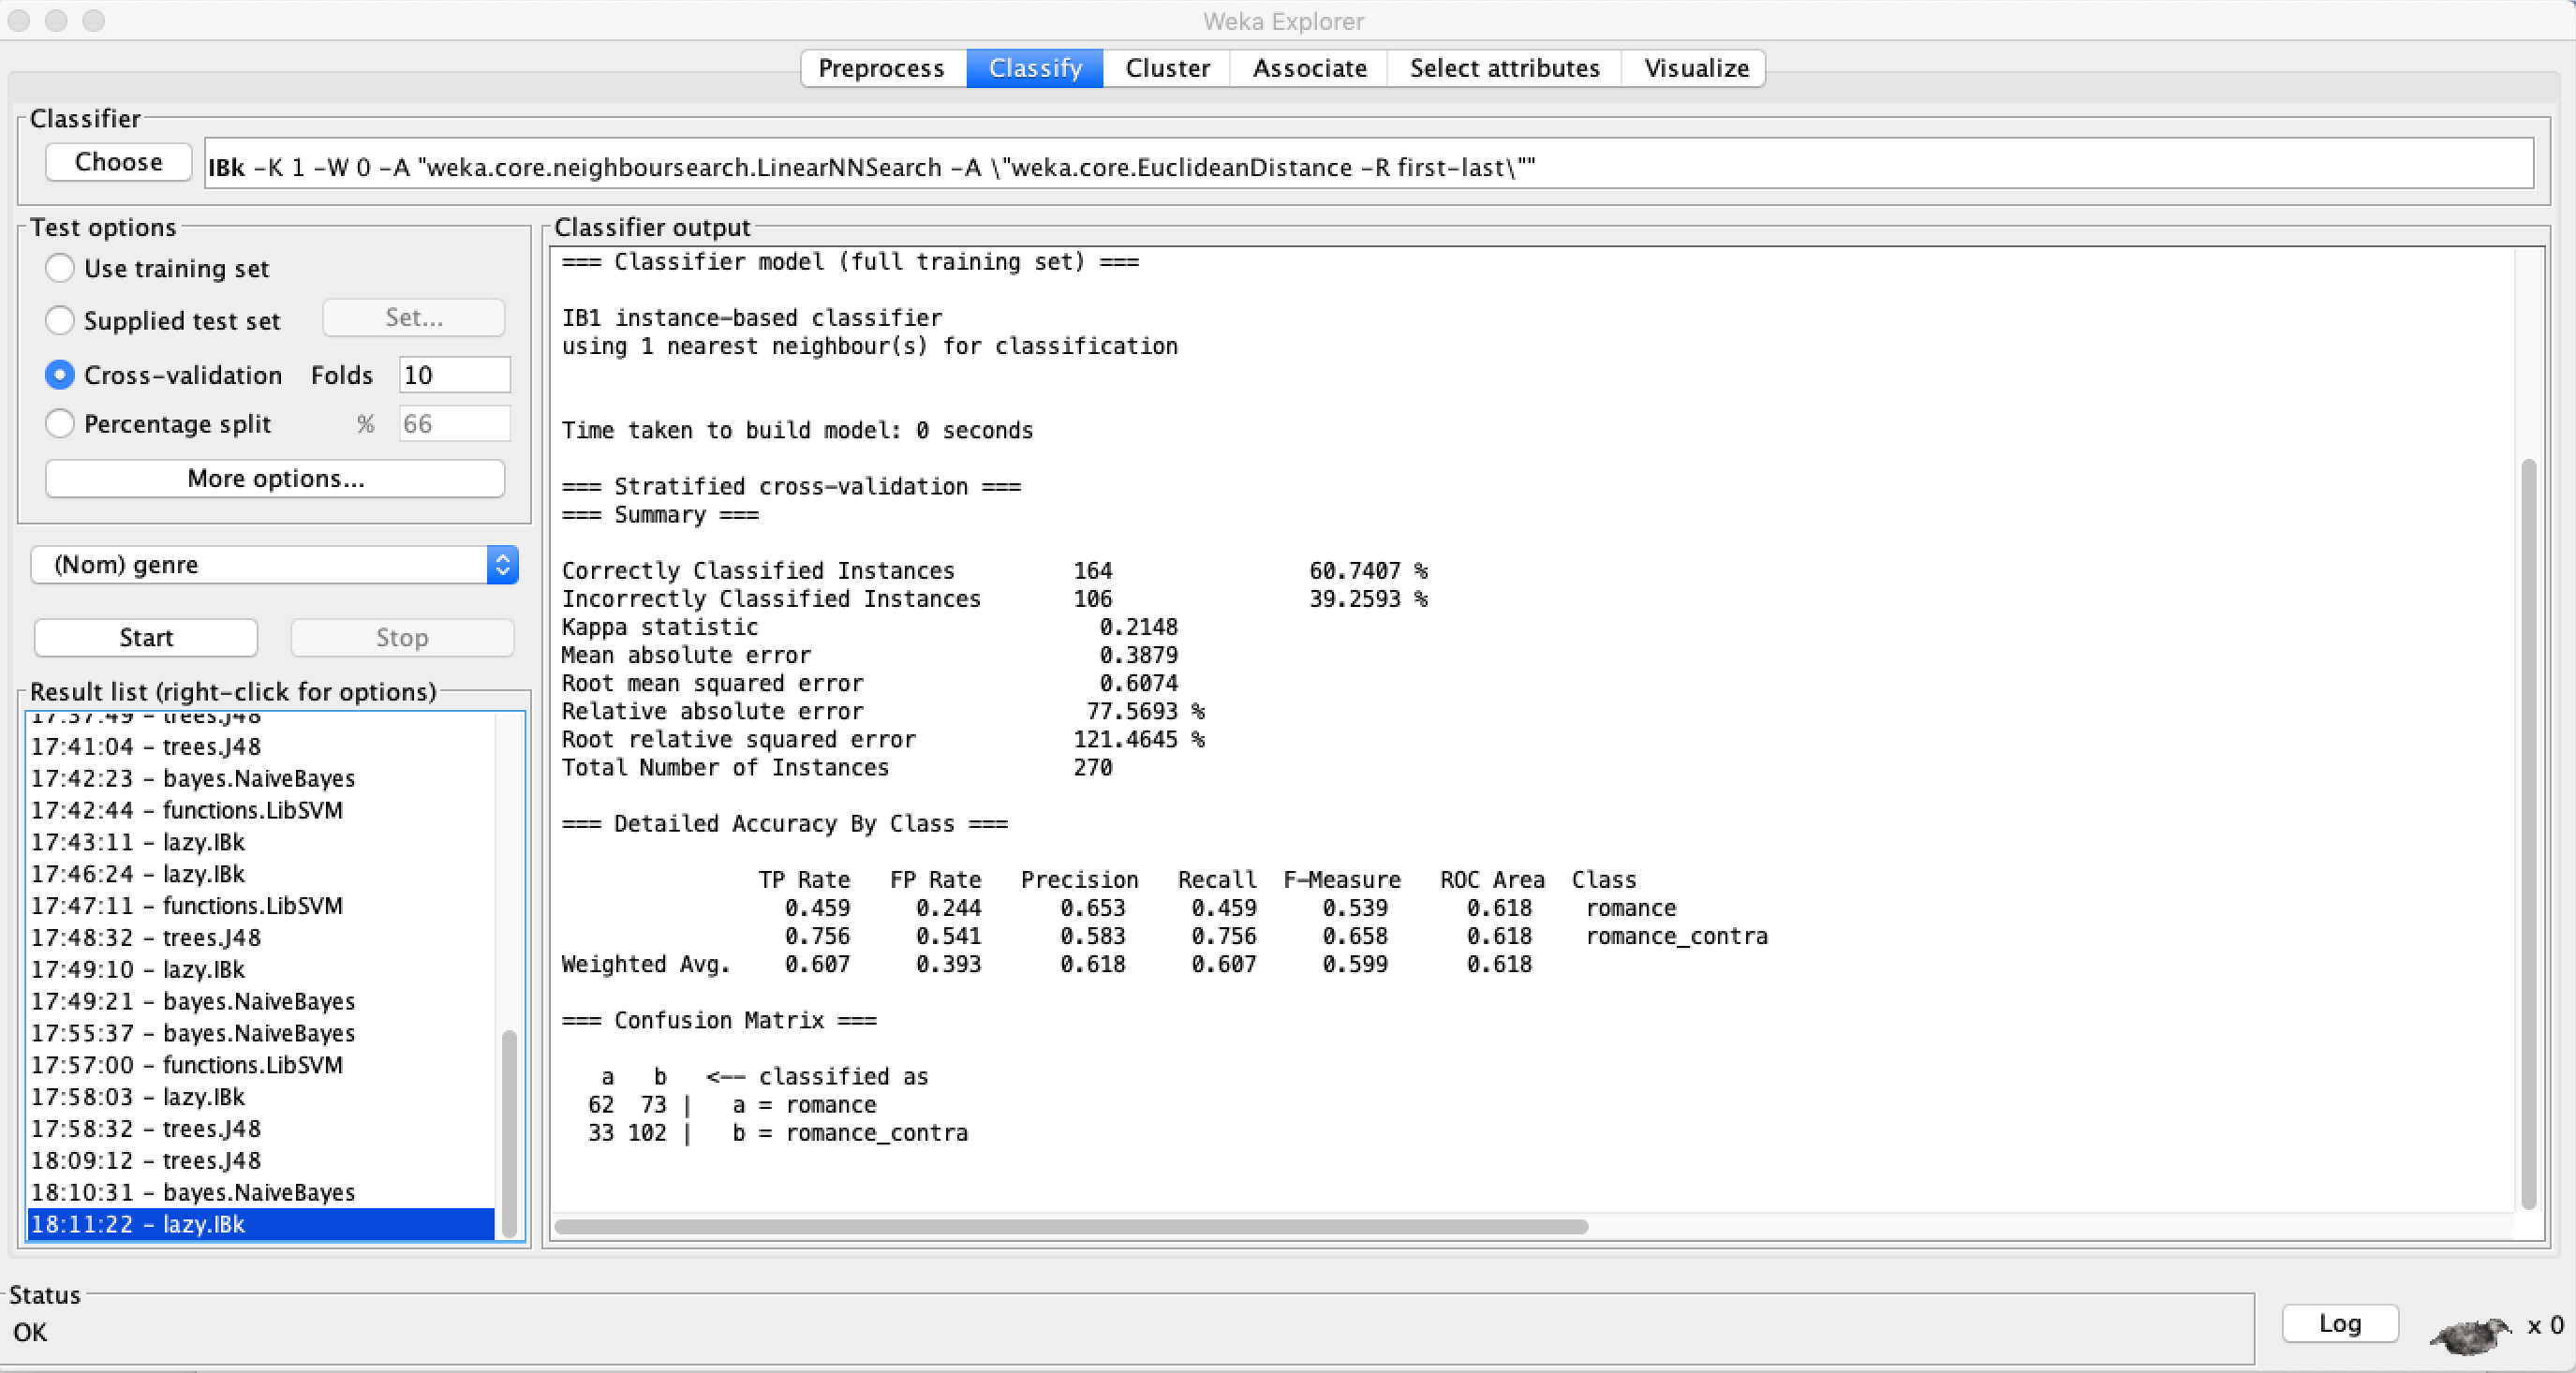 Weka Explorer
Preprocess Classify Cluster Associate Select attributes Visualize
Classifier
Choose IBk -K 1 -W 0 -A "weka.core.neighboursearch.LinearNNSearch -A \"weka.core.EuclideanDistance -R first-last\""
Test options
Use training set
Supplied test set Set...
Cross-validation Folds 10
Percentage split % 66
More options...
(Nom) genre
Start Stop
Result list (right-click for options)
17:37:49 - trees.J48
17:41:04 - trees.J48
17:42:23 - bayes.NaiveBayes
17:42:44 - functions.LibSVM
17:43:11 - lazy.IBk
17:46:24 - lazy.IBk
17:47:11 - functions.LibSVM
17:48:32 - trees.J48
17:49:10 - lazy.IBk
17:49:21 - bayes.NaiveBayes
17:55:37 - bayes.NaiveBayes
17:57:00 - functions.LibSVM
17:58:03 - lazy.IBk
17:58:32 - trees.J48
18:09:12 - trees.J48
18:10:31 - bayes.NaiveBayes
18:11:22 - lazy.IBk
Classifier output
=== Classifier model (full training set) ===
IB1 instance-based classifier
using 1 nearest neighbour(s) for classification
Time taken to build model: 0 seconds
=== Stratified cross-validation ===
=== Summary ===
Correctly Classified Instances 164 60.7407 %
Incorrectly Classified Instances 106 39.2593 %
Kappa statistic 0.2148
Mean absolute error 0.3879
Root mean squared error 0.6074
Relative absolute error 77.5693 %
Root relative squared error 121.4645 %
Total Number of Instances 270
=== Detailed Accuracy By Class ===
TP Rate FP Rate Precision Recall F-Measure ROC Area Class
0.459 0.244 0.653 0.459 0.539 0.618 romance
0.756 0.541 0.583 0.756 0.658 0.618 romance_contra
Weighted Avg. 0.607 0.393 0.618 0.607 0.599 0.618
=== Confusion Matrix ===
a b <-- classified as
62 73 | a = romance
33 102 | b = romance_contra
Status
OK
Log x 0